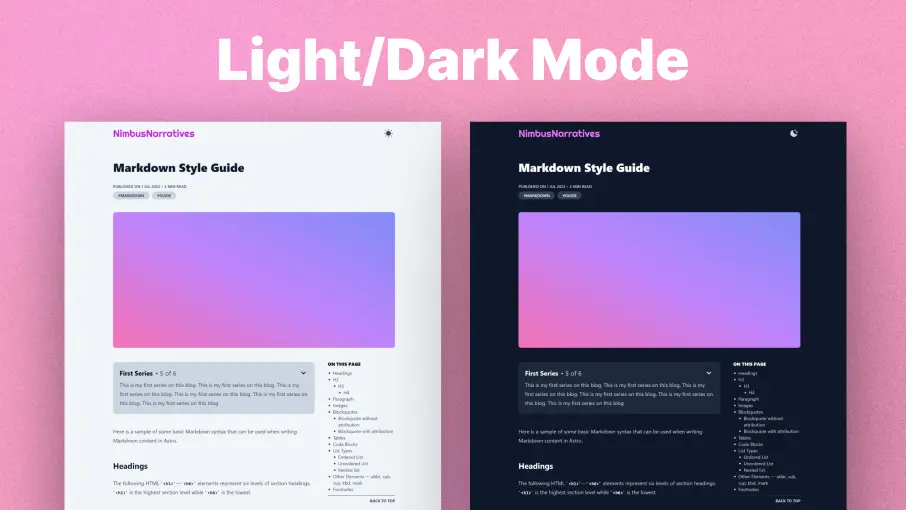 Light/Dark Mode
NimbusNarratives
Markdown Style Guide
PUBLISHED ON 1 JUL 2022 • 2 MIN READ
#MARKDOWN #GUIDE
First Series • 5 of 6
This is my first series on this blog. This is my first series on this blog. This is my
first series on this blog. This is my first series on this blog. This is my first series on
this blog. This is my first series on this blog
Here is a sample of some basic Markdown syntax that can be used when writing
Markdown content in Astro.
Headings
The following HTML `<h1>`—`<h6>` elements represent six levels of section headings.
`<h1>` is the highest section level while `<h6>` is the lowest.
ON THIS PAGE
• Headings
• H2
• H3
• H4
• Paragraph
• Images
• Blockquotes
• Blockquote without
attribution
• Blockquote with attribution
• Tables
• Code Blocks
• List Types
• Ordered List
• Unordered List
• Nested list
• Other Elements — abbr, sub,
sup, kbd, mark
• Footnotes
BACK TO TOP
NimbusNarratives
Markdown Style Guide
PUBLISHED ON 1 JUL 2022 • 2 MIN READ
#MARKDOWN #GUIDE
First Series • 5 of 6
This is my first series on this blog. This is my first series on this blog. This is my
first series on this blog. This is my first series on this blog. This is my first series on
this blog. This is my first series on this blog
Here is a sample of some basic Markdown syntax that can be used when writing
Markdown content in Astro.
Headings
The following HTML `<h1>`—`<h6>` elements represent six levels of section headings.
`<h1>` is the highest section level while `<h6>` is the lowest.
ON THIS PAGE
• Headings
• H2
• H3
• H4
• Paragraph
• Images
• Blockquotes
• Blockquote without
attribution
• Blockquote with attribution
• Tables
• Code Blocks
• List Types
• Ordered List
• Unordered List
• Nested list
• Other Elements — abbr, sub,
sup, kbd, mark
• Footnotes
BACK TO TOP